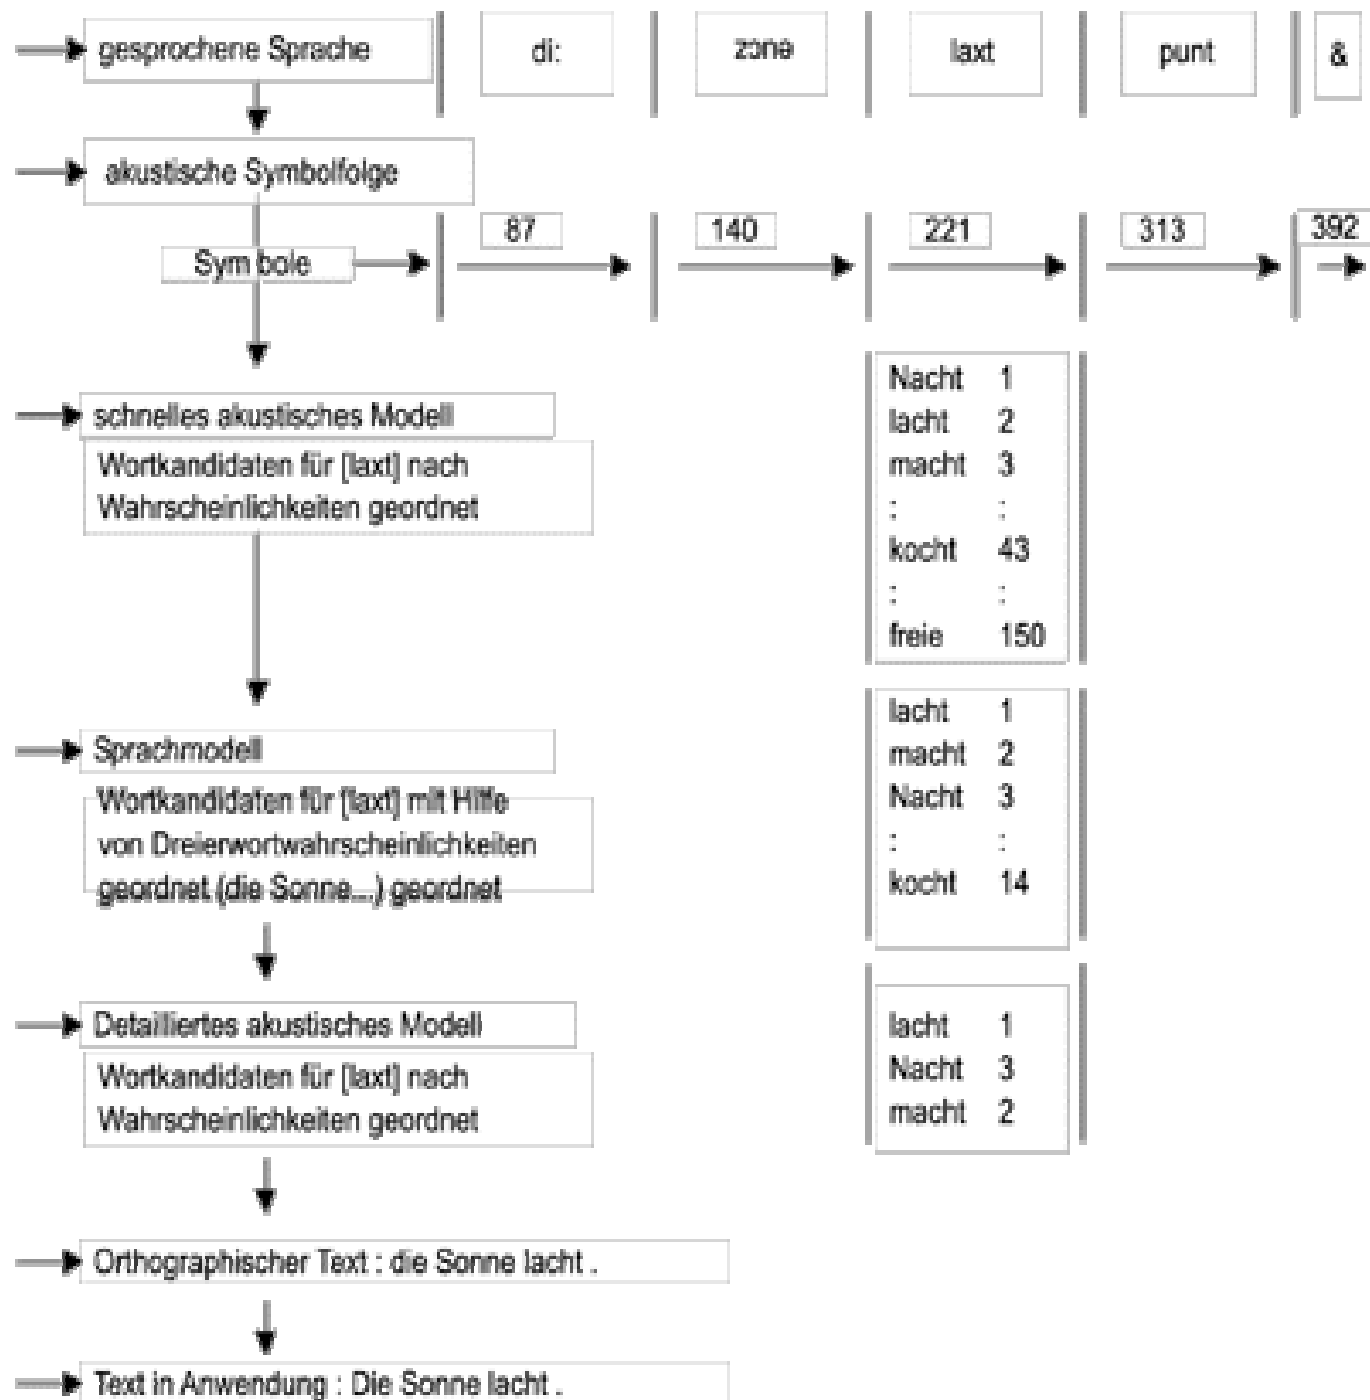 gesprochene Sprache
di:
zɔnə
laxt
punt
&
akustische Symbolfolge
87
140
221
313
392
Symbole
Nacht 1
lacht 2
macht 3
: :
kocht 43
: :
freie 150
schnelles akustisches Modell
Wortkandidaten für [laxt] nach
Wahrscheinlichkeiten geordnet
lacht 1
macht 2
Nacht 3
: :
kocht 14
Sprachmodell
Wortkandidaten für [laxt] mit Hilfe
von Dreierwortwahrscheinlichkeiten
geordnet (die Sonne...) geordnet
Detailliertes akustisches Modell
Wortkandidaten für [laxt] nach
Wahrscheinlichkeiten geordnet
lacht 1
Nacht 3
macht 2
Orthographischer Text : die Sonne lacht .
Text in Anwendung : Die Sonne lacht .